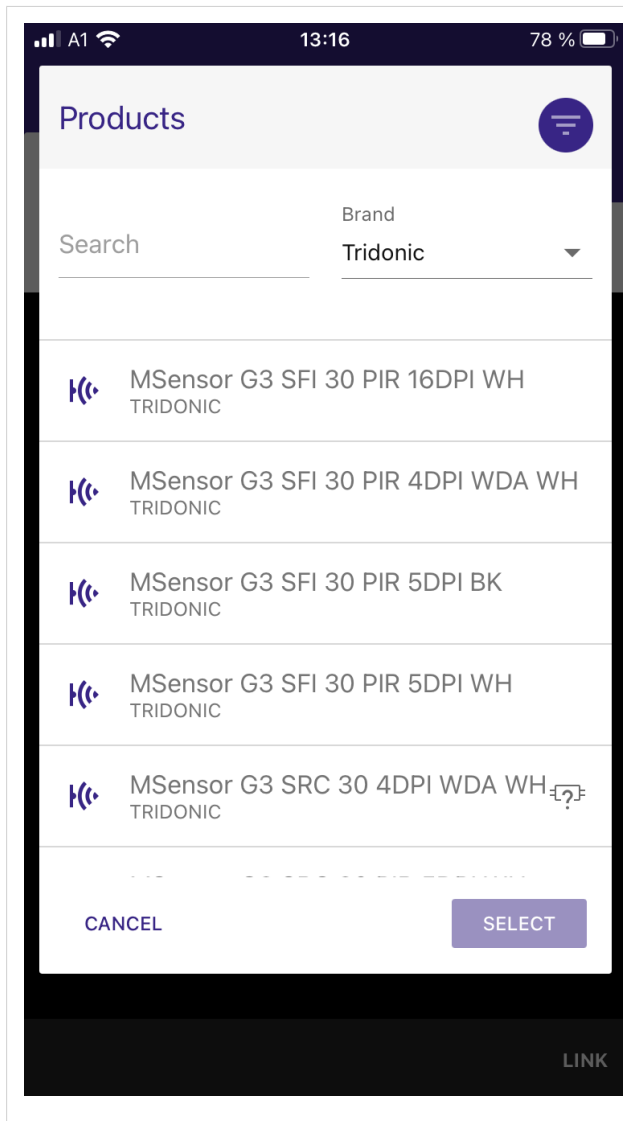 A1 13:16 78 %
Products
Brand
Search
Tridonic
MSensor G3 SFI 30 PIR 16DPI WH
TRIDONIC
MSensor G3 SFI 30 PIR 4DPI WDA WH
TRIDONIC
MSensor G3 SFI 30 PIR 5DPI BK
TRIDONIC
MSensor G3 SFI 30 PIR 5DPI WH
TRIDONIC
MSensor G3 SRC 30 4DPI WDA WH
?
TRIDONIC
CANCEL SELECT
LINK